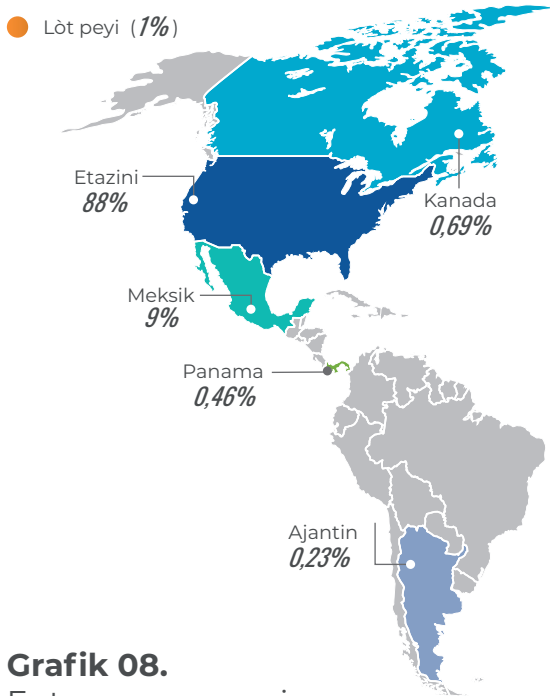 Lòt peyi (1%)
Etazini
88%
Kanada
0,69%
Meksik
9%
Panama
0,46%
Ajantin
0,23%
Grafik 08.